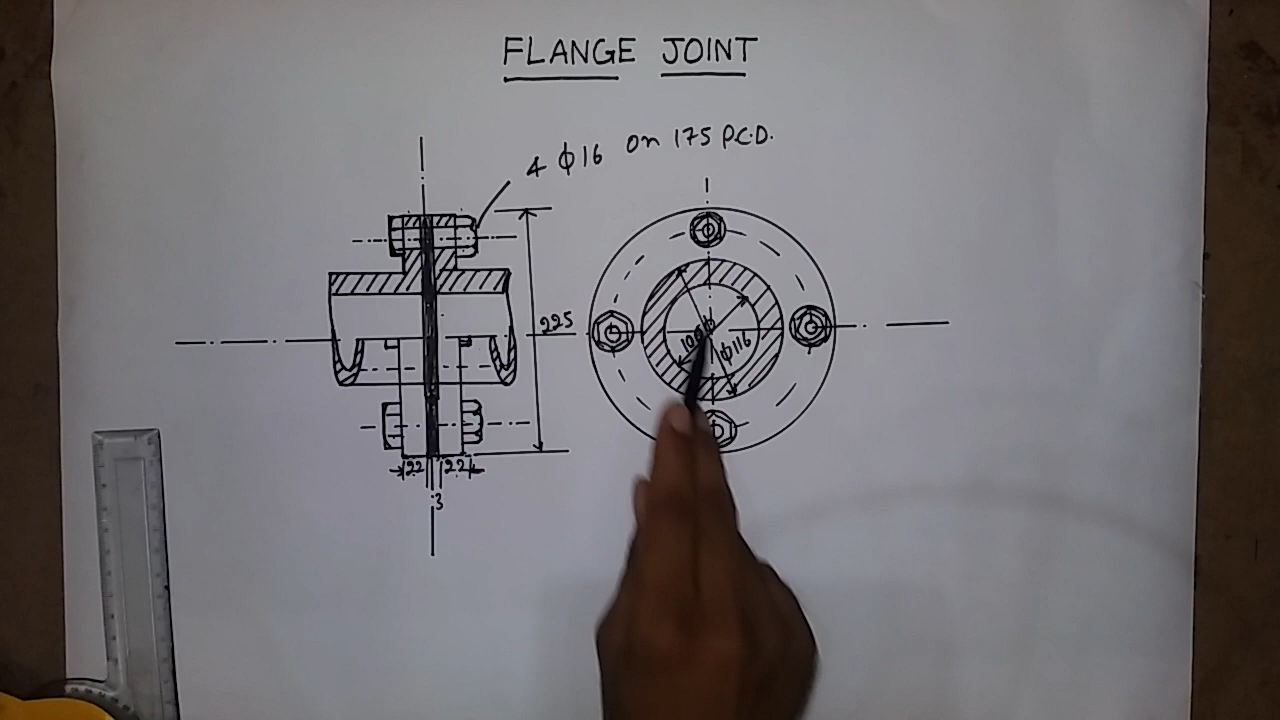 FLANGE JOINT
4 ϕ16 on 175 P.C.D.
225
ϕ116
22 22
3